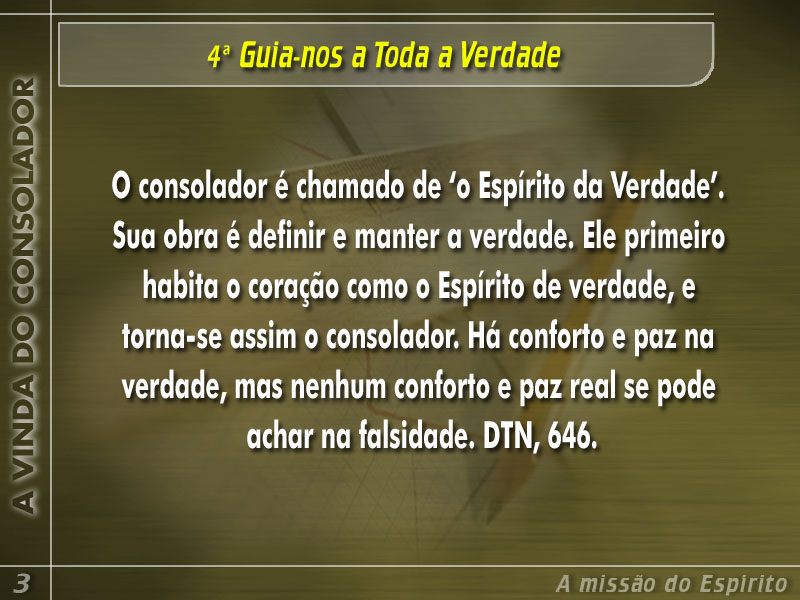 4ª Guia-nos a Toda a Verdade
A VINDA DO CONSOLADOR
O consolador é chamado de ‘o Espírito da Verdade’.
Sua obra é definir e manter a verdade. Ele primeiro
habita o coração como o Espírito de verdade, e
torna-se assim o consolador. Há conforto e paz na
verdade, mas nenhum conforto e paz real se pode
achar na falsidade. DTN, 646.
3
A missão do Espírito